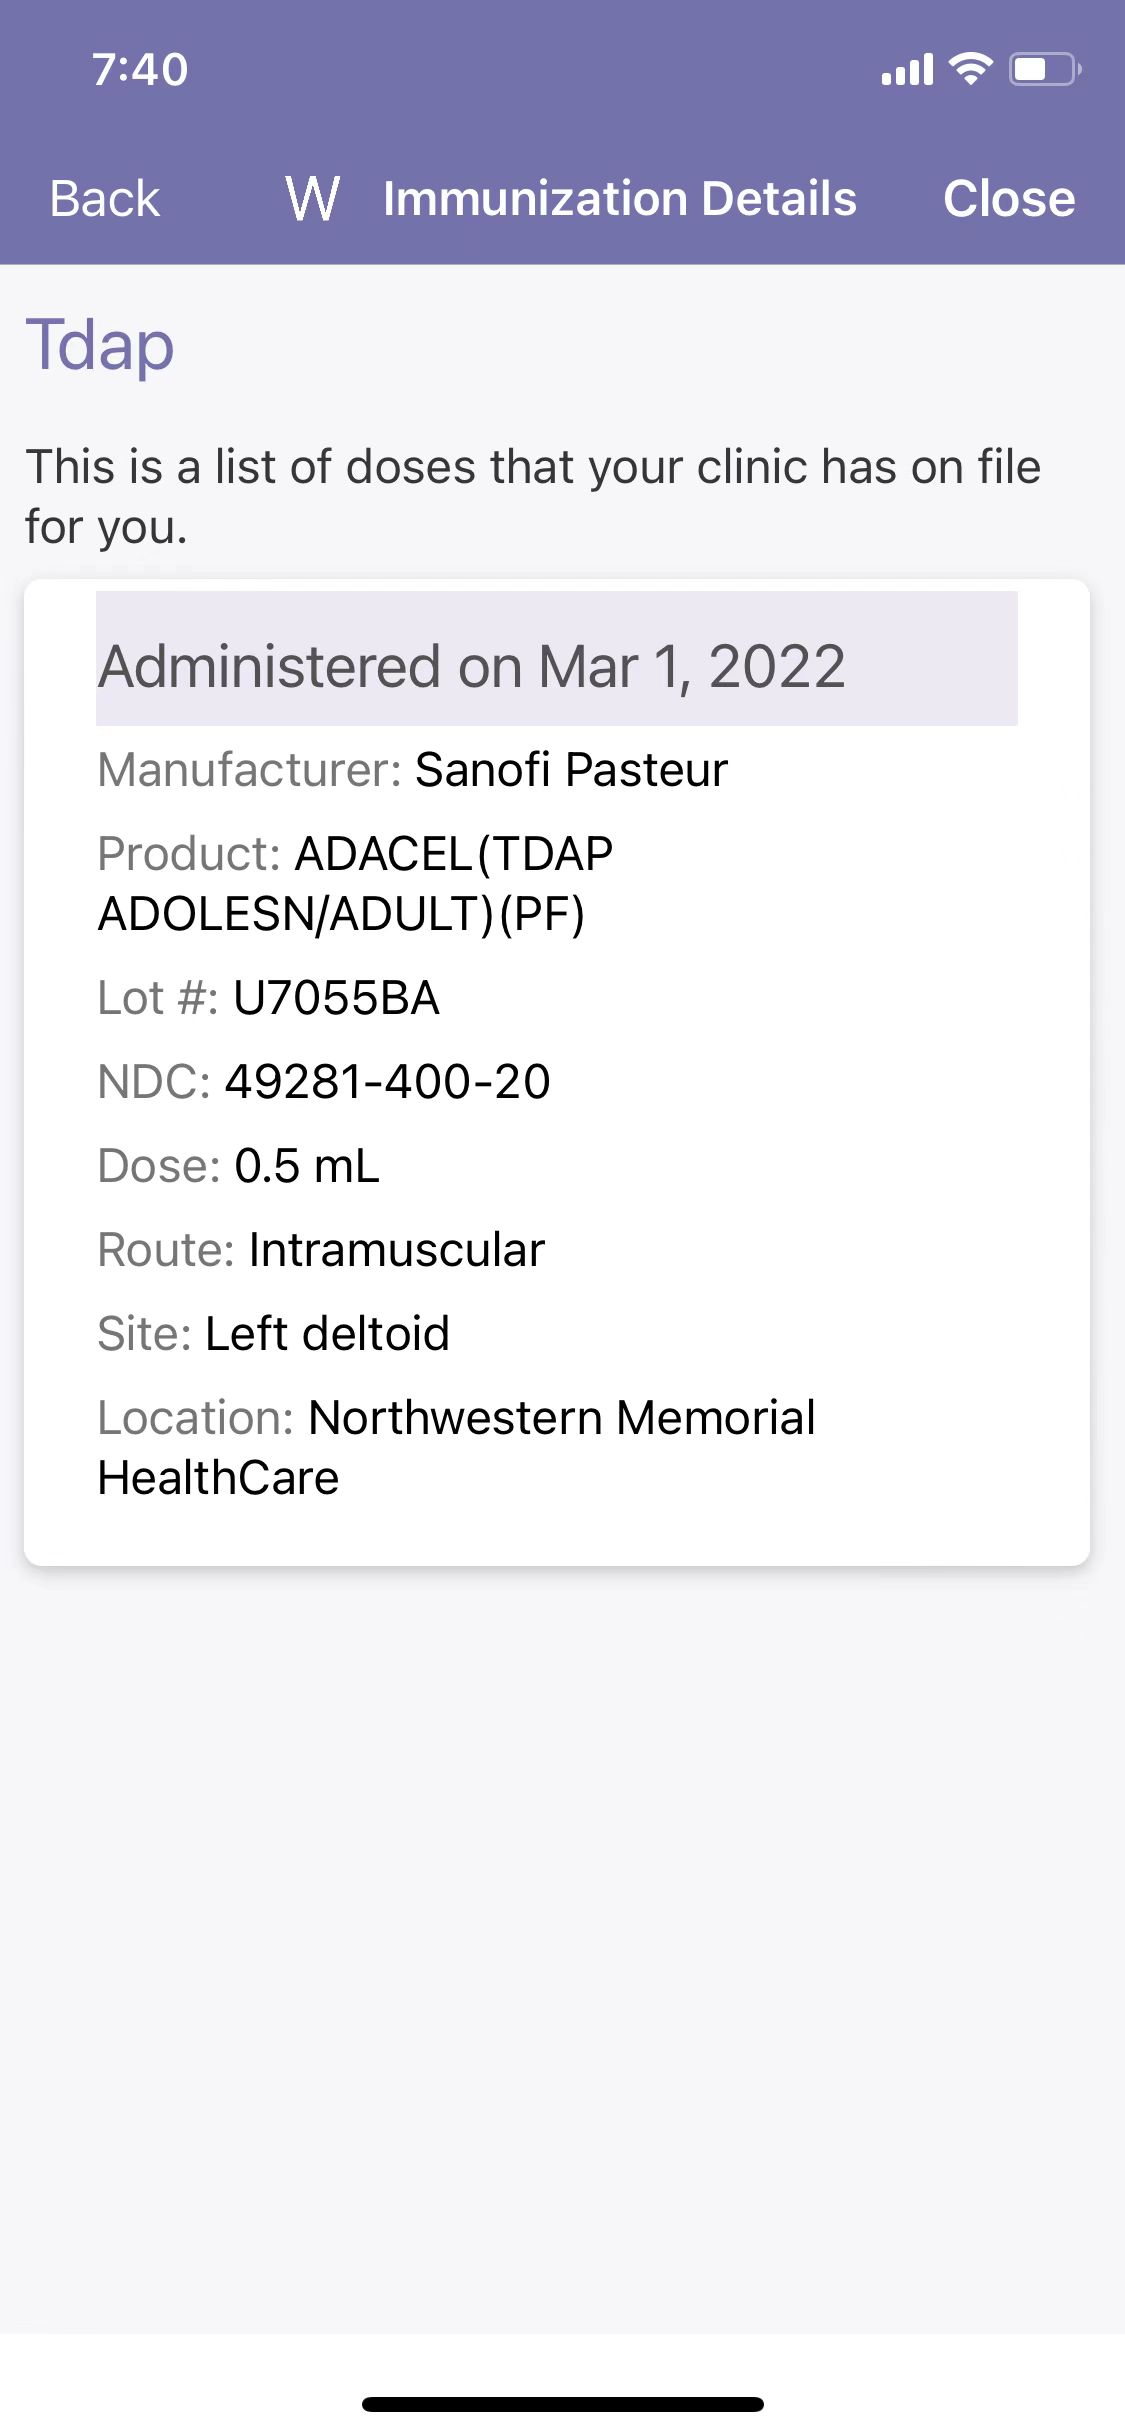 7:40
Back W Immunization Details Close
Tdap
This is a list of doses that your clinic has on file
for you.
Administered on Mar 1, 2022
Manufacturer: Sanofi Pasteur
Product: ADACEL(TDAP
ADOLESN/ADULT)(PF)
Lot #: U7055BA
NDC: 49281-400-20
Dose: 0.5 mL
Route: Intramuscular
Site: Left deltoid
Location: Northwestern Memorial
HealthCare